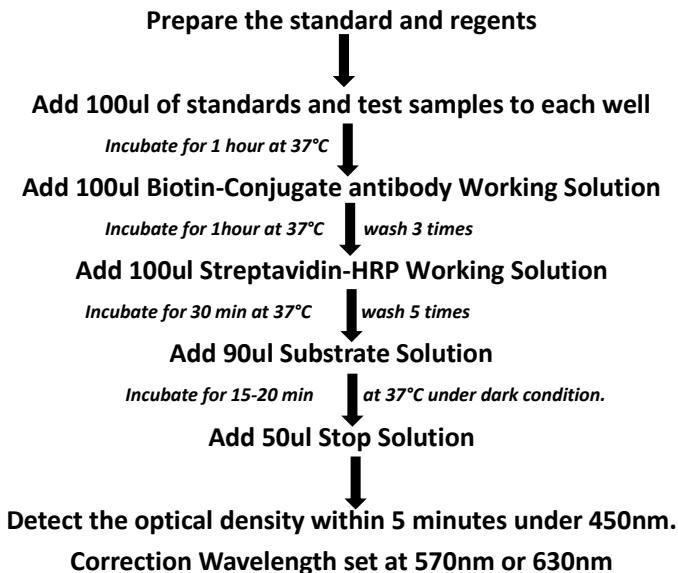 Prepare the standard and regents
Add 100ul of standards and test samples to each well
Incubate for 1 hour at 37°C
Add 100ul Biotin-Conjugate antibody Working Solution
Incubate for 1hour at 37°C wash 3 times
Add 100ul Streptavidin-HRP Working Solution
Incubate for 30 min at 37°C wash 5 times
Add 90ul Substrate Solution
Incubate for 15-20 min at 37°C under dark condition.
Add 50ul Stop Solution
Detect the optical density within 5 minutes under 450nm.
Correction Wavelength set at 570nm or 630nm